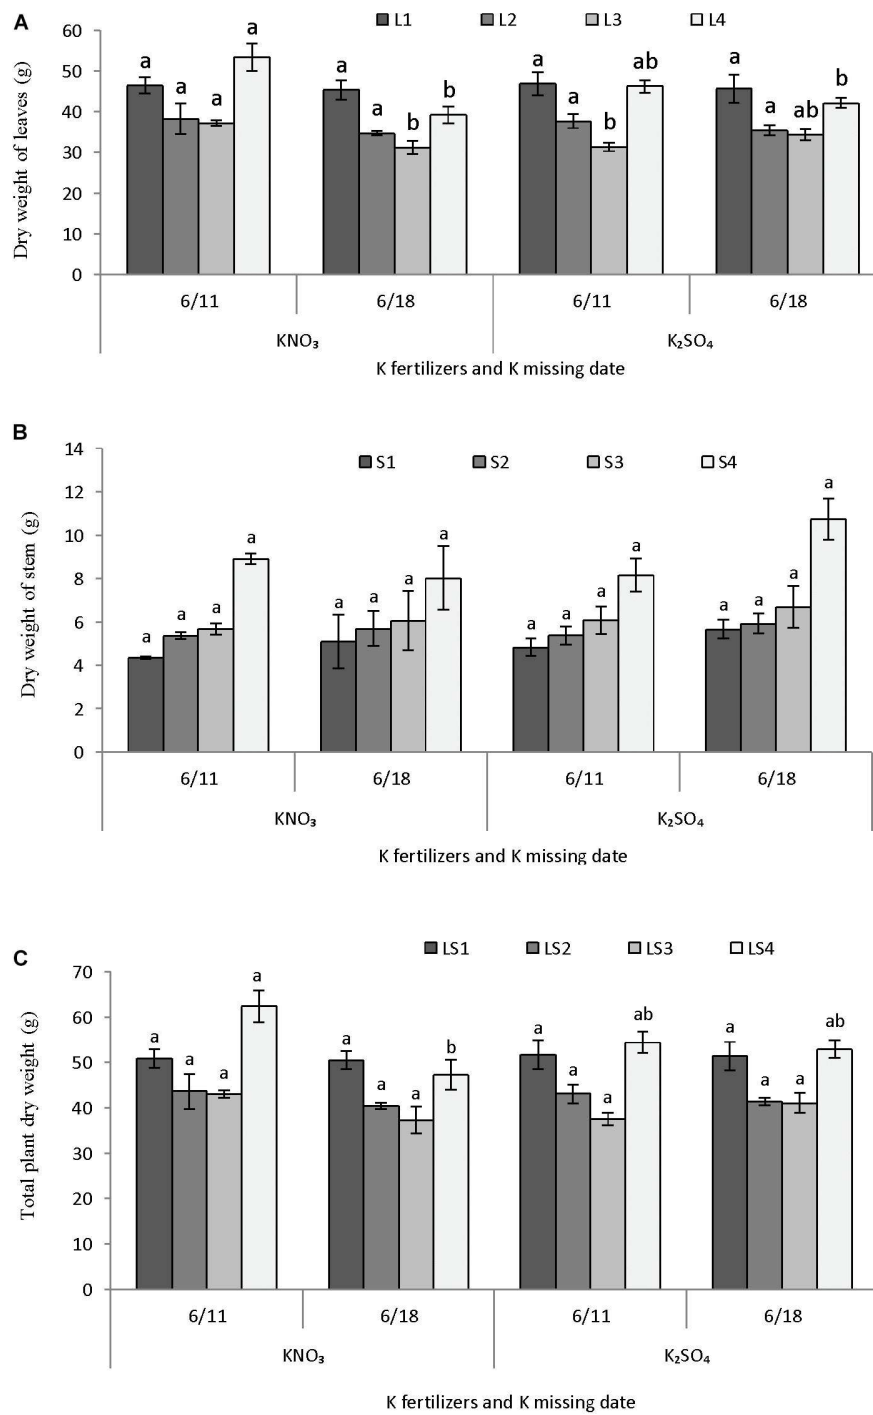 A
L1 L2 L3 L4
Dry weight of leaves (g)
60
50
40
30
20
10
0
a a a a a a b b a a b ab a a ab b
6/11 6/18 6/11 6/18
KNO₃ K₂SO₄
K fertilizers and K missing date
B
S1 S2 S3 S4
Dry weight of stem (g)
14
12
10
8
6
4
2
0
a a a a a a a a a a a a a a a a
6/11 6/18 6/11 6/18
KNO₃ K₂SO₄
K fertilizers and K missing date
C
LS1 LS2 LS3 LS4
Total plant dry weight (g)
70
60
50
40
30
20
10
0
a a a a a a a b a a a ab a a a ab
6/11 6/18 6/11 6/18
KNO₃ K₂SO₄
K fertilizers and K missing date